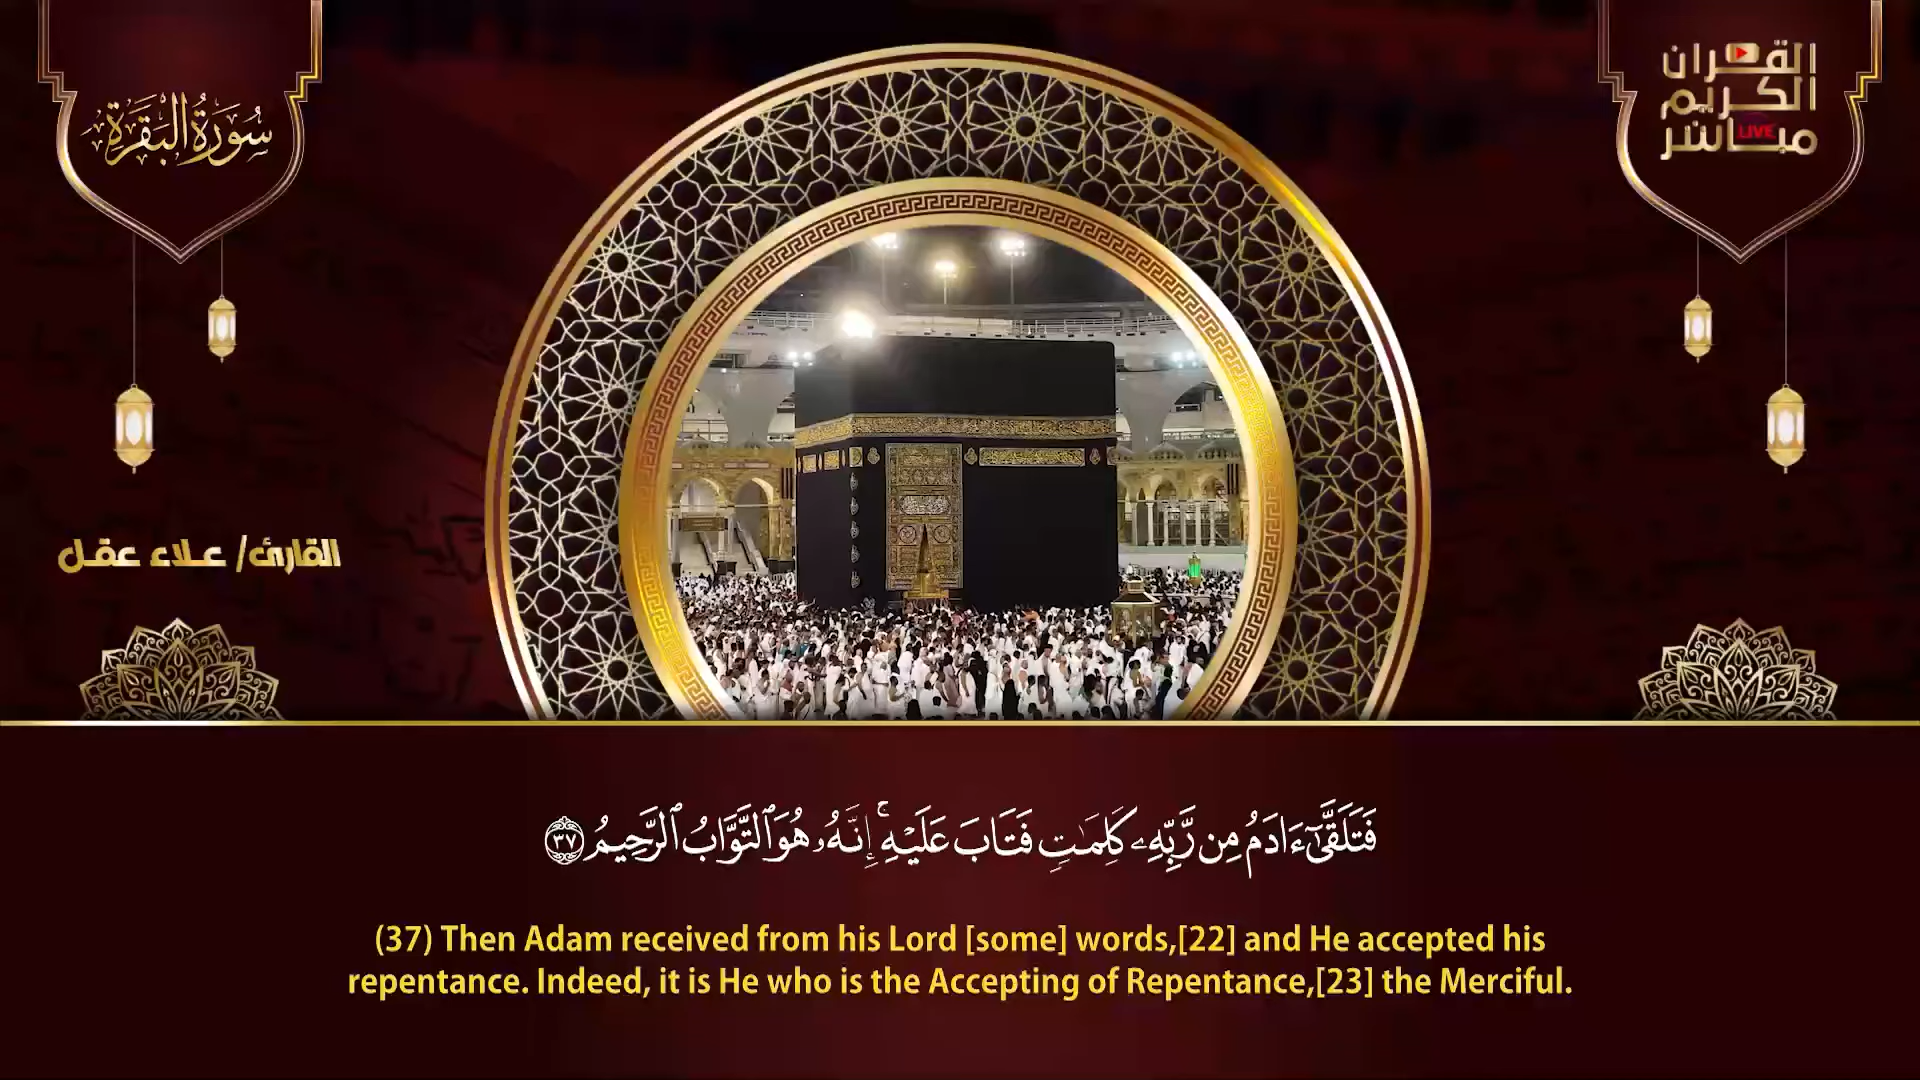 سُورَةُ البَقَرَةِ
القرآن
الكريم
مباشر
LIVE
القارئ/ علاء عقل
فَتَلَقَّىٰٓ ءَادَمُ مِن رَّبِّهِۦ كَلِمَٰتٖ فَتَابَ عَلَيۡهِۚ إِنَّهُۥ هُوَ ٱلتَّوَّابُ ٱلرَّحِيمُ ٣٧
(37) Then Adam received from his Lord [some] words,[22] and He accepted his
repentance. Indeed, it is He who is the Accepting of Repentance,[23] the Merciful.